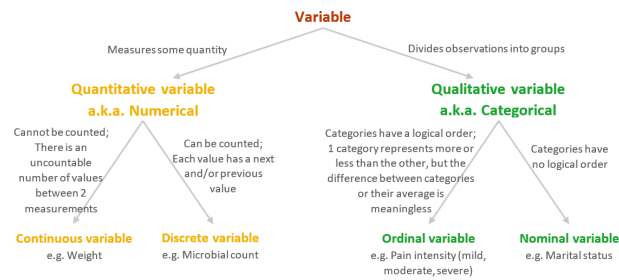 Variable
Measures some quantity
Divides observations into groups
Quantitative variable
a.k.a. Numerical
Qualitative variable
a.k.a. Categorical
Cannot be counted;
There is an
uncountable
number of values
between 2
measurements
Can be counted;
Each value has a next
and/or previous
value
Categories have a logical order;
1 category represents more or
less than the other, but the
difference between categories
or their average is
meaningless
Categories have
no logical order
Continuous variable
e.g. Weight
Discrete variable
e.g. Microbial count
Ordinal variable
e.g. Pain intensity (mild,
moderate, severe)
Nominal variable
e.g. Marital status